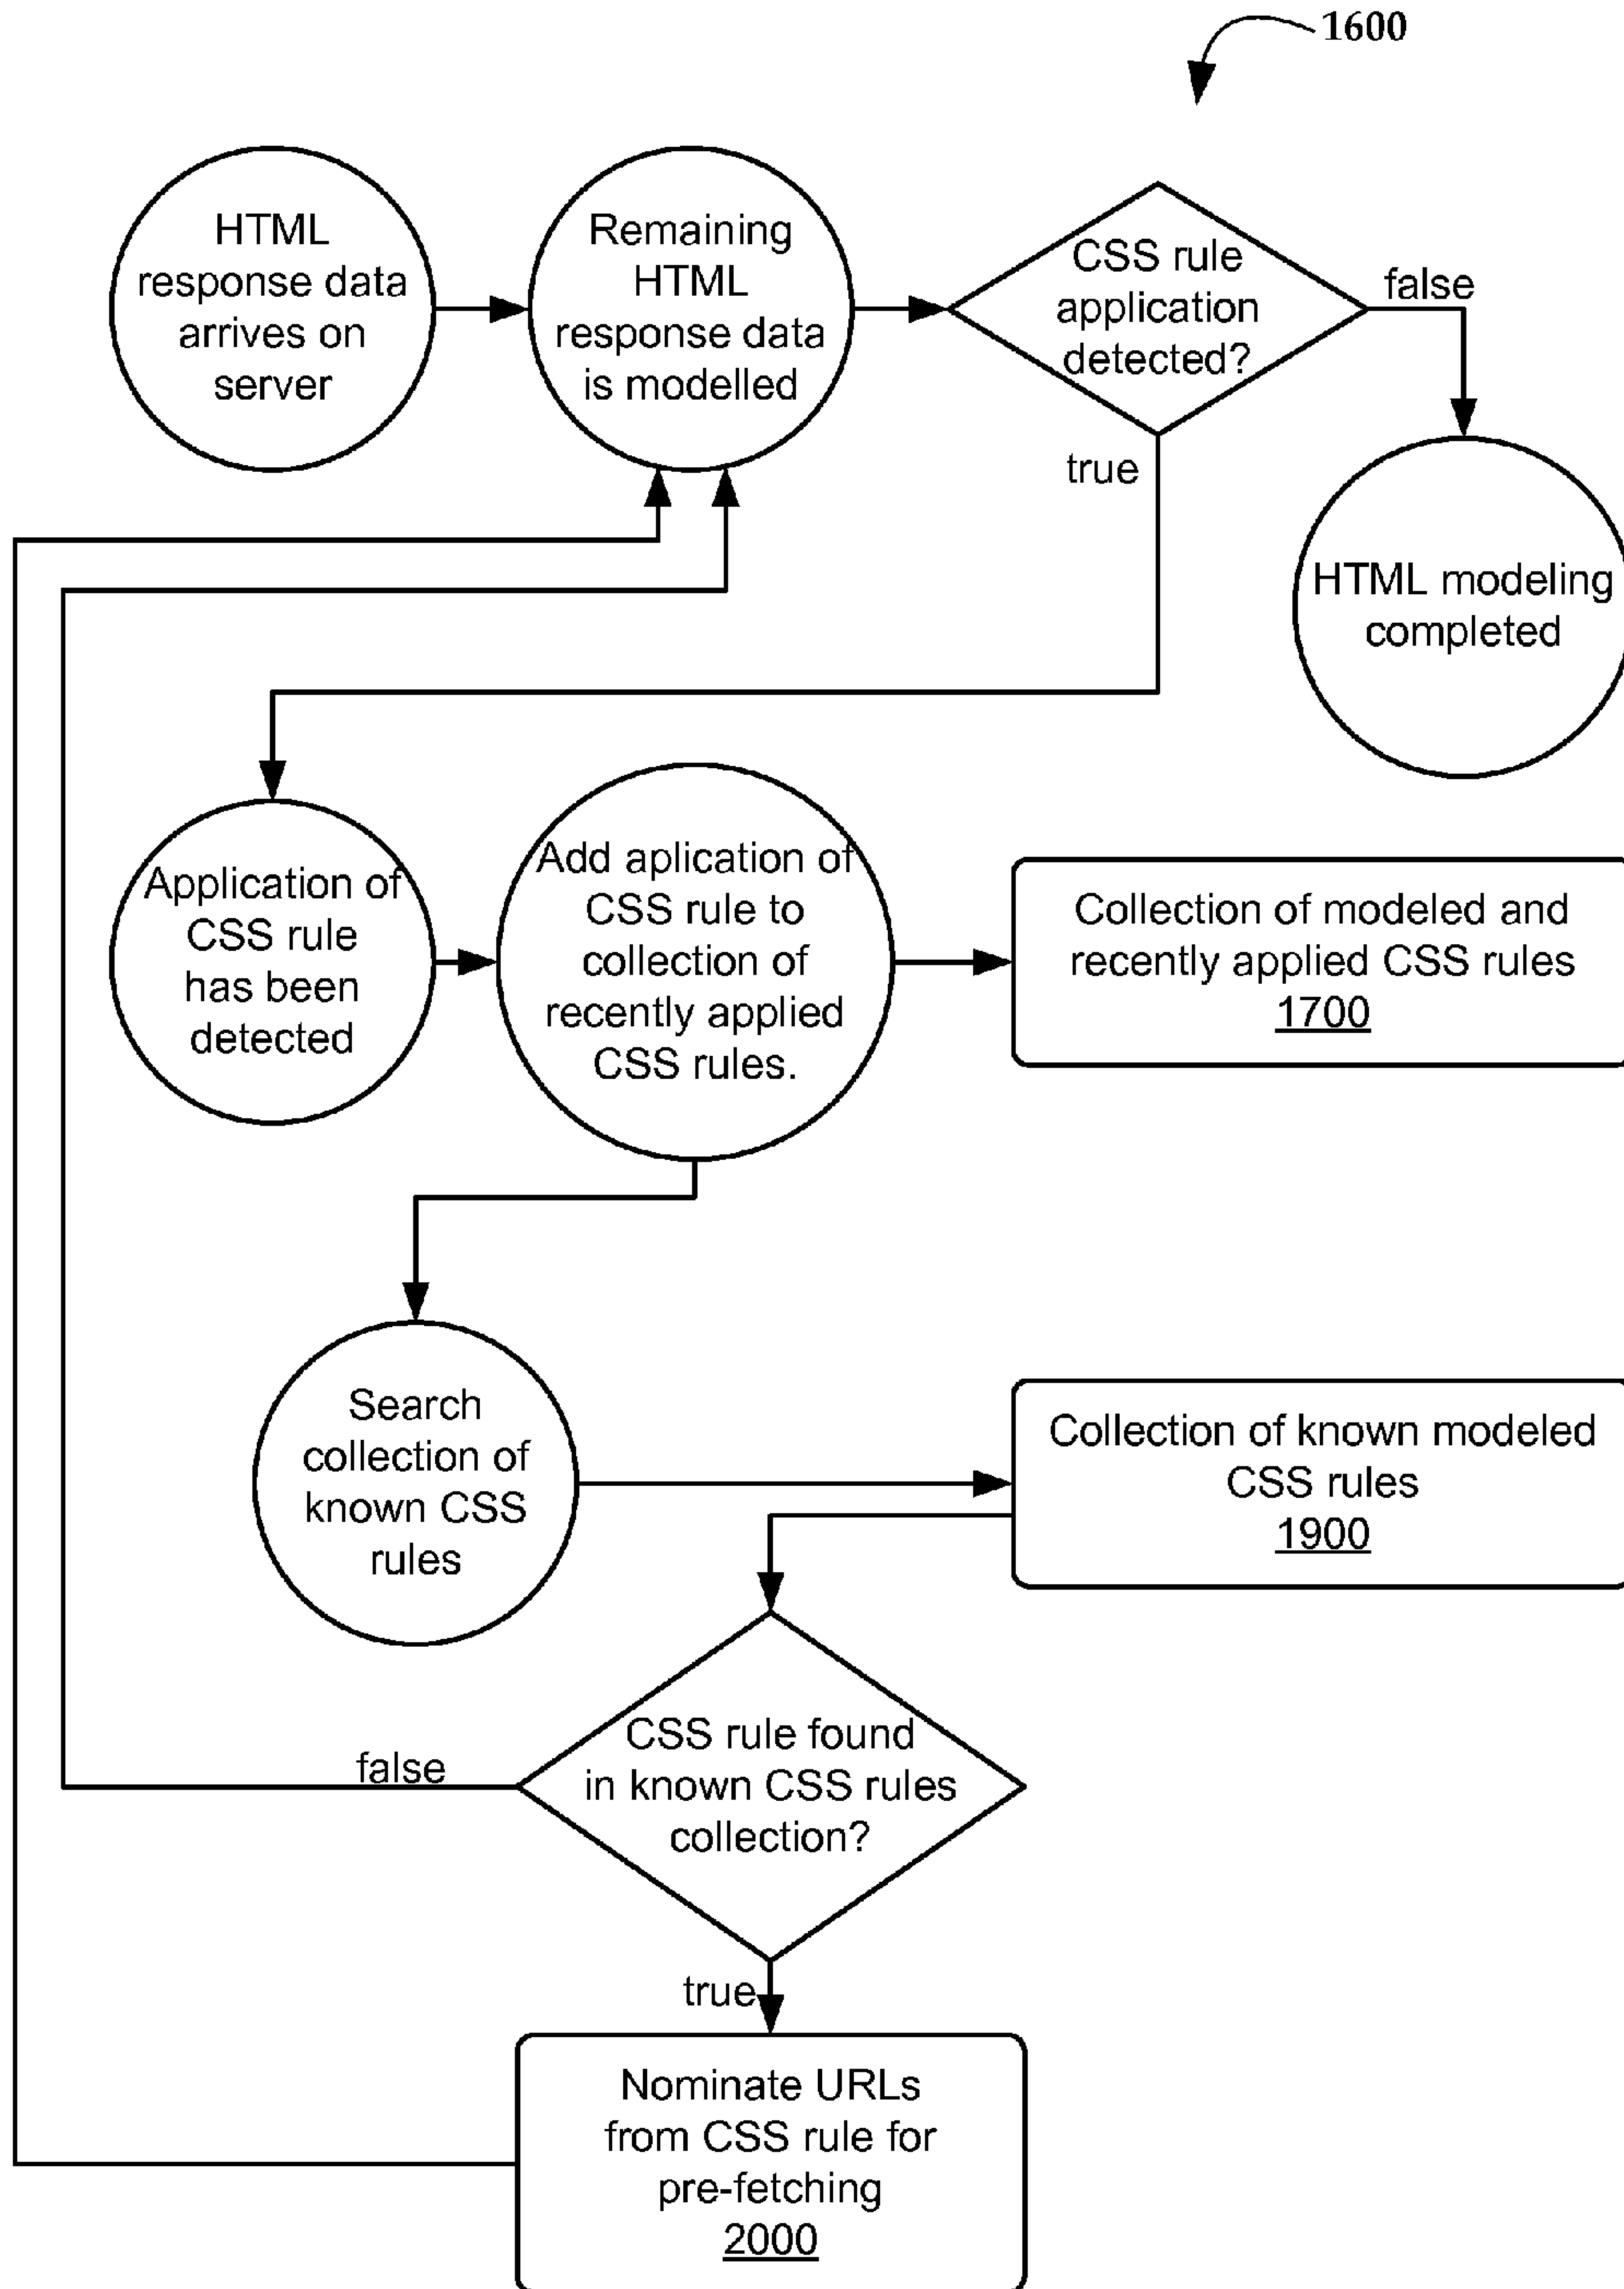 1600
HTML
response data
arrives on
server
Remaining
HTML
response data
is modelled
CSS rule
application
detected?
false
true
HTML modeling
completed
Application of
CSS rule
has been
detected
Add aplication of
CSS rule to
collection of
recently applied
CSS rules.
Collection of modeled and
recently applied CSS rules
1700
Search
collection of
known CSS
rules
Collection of known modeled
CSS rules
1900
CSS rule found
in known CSS rules
collection?
false
true
Nominate URLs
from CSS rule for
pre-fetching
2000